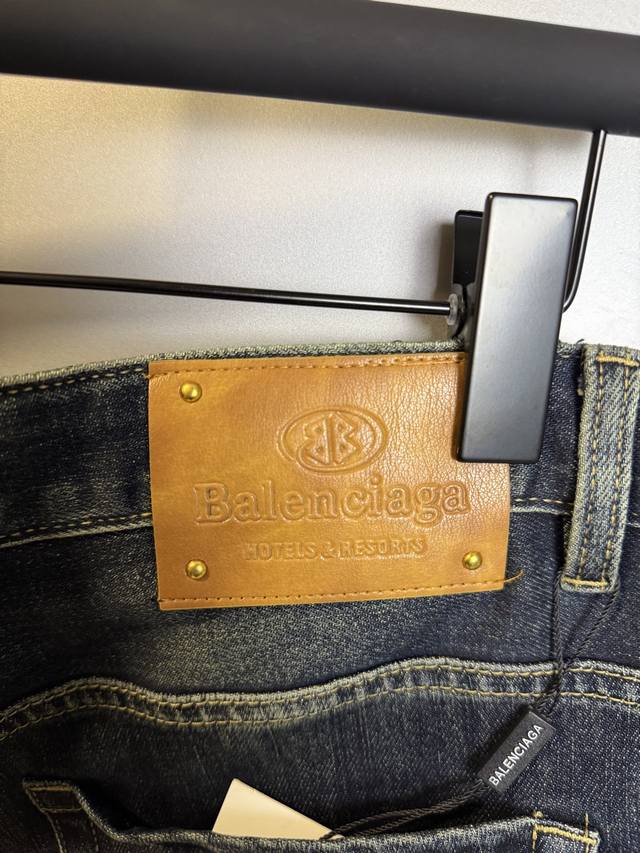 BB
Balenciaga
HOTELS & RESORTS
BALENCIAGA